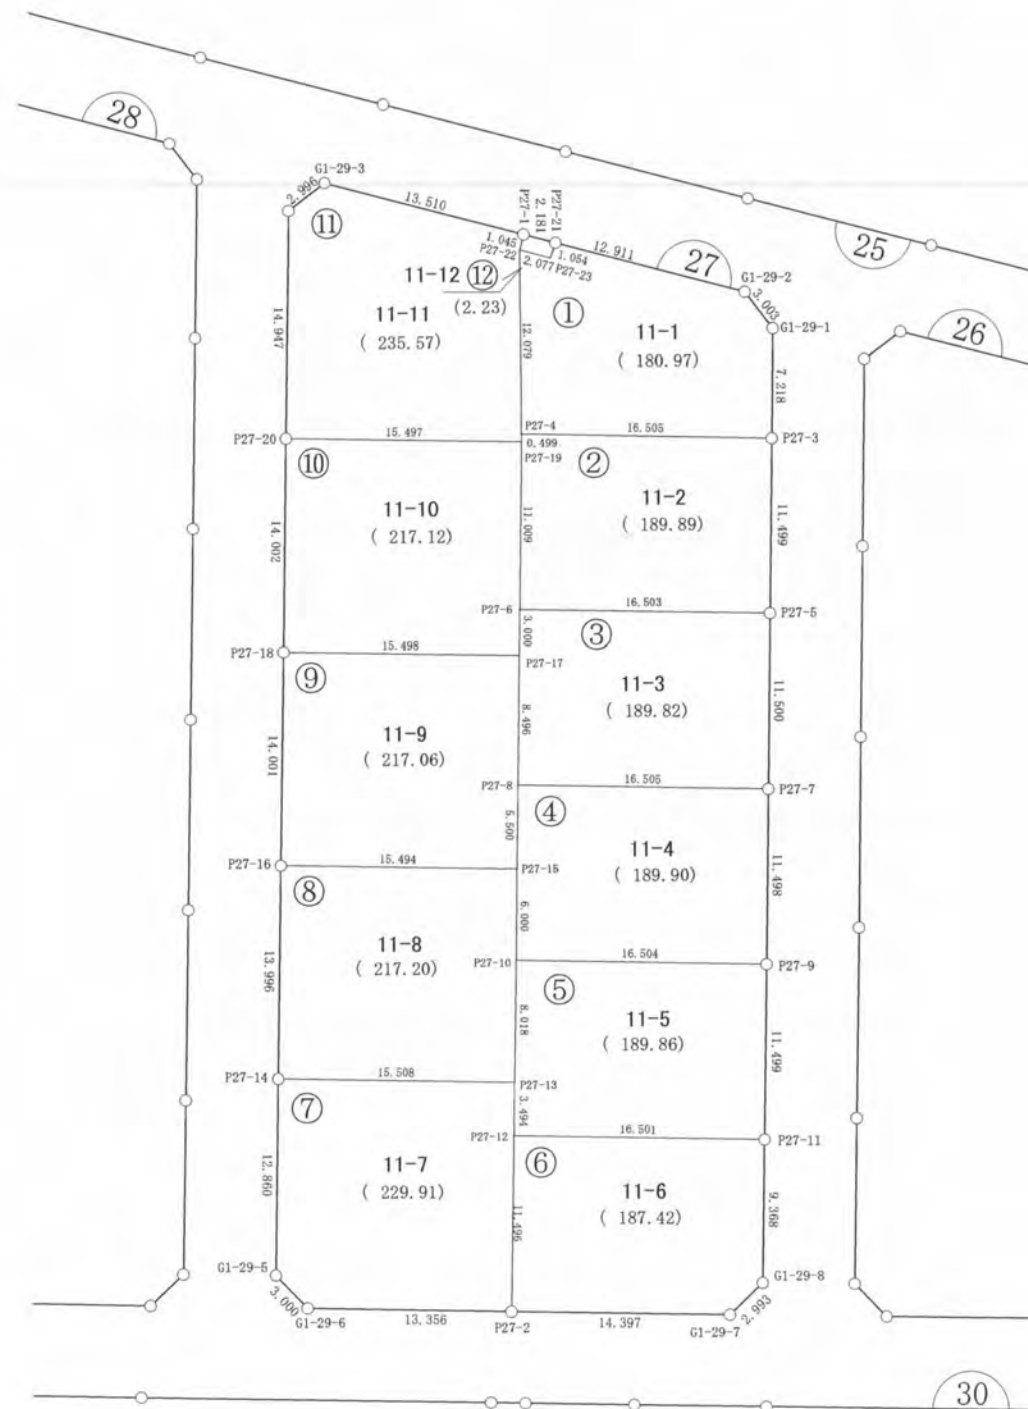 28
25
27
26
30
G1-29-3
2.996
13.510
P27-1
2.181
P27-21
1.045
P27-22
2.077
1.054
P27-23
12.911
G1-29-2
3.003
G1-29-1
⑪
11-12 ⑫
(2.23)
11-11
( 235.57)
14.947
12.079
①
11-1
( 180.97)
7.218
P27-20
15.497
P27-4
0.499
P27-19
16.505
P27-3
⑩
②
11-10
( 217.12)
14.002
11.009
11-2
( 189.89)
11.499
P27-6
16.503
P27-5
3.000
③
P27-18
15.498
P27-17
⑨
11-3
( 189.82)
11.500
11-9
( 217.06)
14.001
8.496
P27-8
16.505
P27-7
5.500
④
P27-16
15.494
P27-15
⑧
11-4
( 189.90)
11.498
6.000
11-8
( 217.20)
13.996
P27-10
16.504
P27-9
⑤
8.018
11-5
( 189.86)
11.499
P27-14
15.508
P27-13
⑦
3.494
P27-12
16.501
P27-11
⑥
11-7
( 229.91)
12.860
11.496
11-6
( 187.42)
9.368
G1-29-5
3.000
G1-29-6
13.356
P27-2
14.397
G1-29-7
2.993
G1-29-8